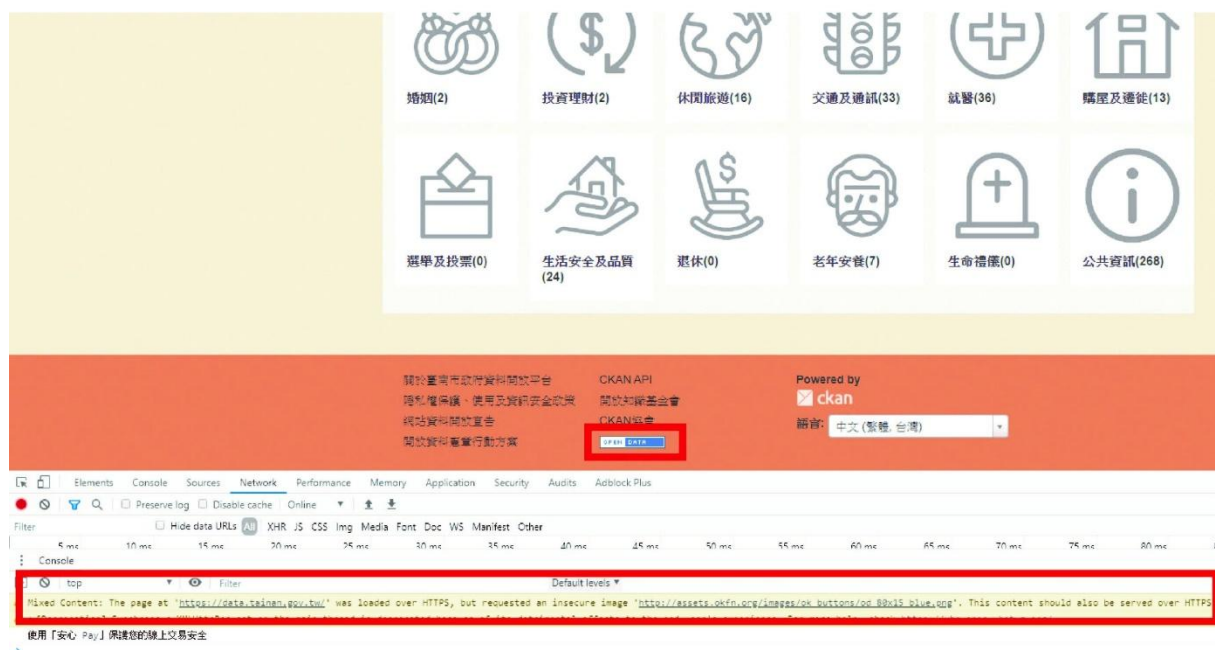 婚姻(2)
投資理財(2)
休閒旅遊(16)
交通及通訊(33)
就醫(36)
購屋及遷徙(13)
選舉及投票(0)
生活安全及品質
(24)
退休(0)
老年安養(7)
生命禮儀(0)
公共資訊(268)
關於臺南市政府資料開放平台
隱私權保護、使用及資訊安全政策
網站資料開放宣告
開放資料臺灣行動方案
CKAN API
開放知識基金會
CKAN協會
OPEN DATA
Powered by
ckan
語言: 中文 (繁體, 台灣)
Elements Console Sources Network Performance Memory Application Security Audits Adblock Plus
Preserve log Disable cache Online
Filter Hide data URLs All XHR JS CSS Img Media Font Doc WS Manifest Other
5 ms 10 ms 15 ms 20 ms 25 ms 30 ms 35 ms 40 ms 45 ms 50 ms 55 ms 60 ms 65 ms 70 ms 75 ms 80 ms
Console
top Filter Default levels
Mixed Content: The page at 'https://data.tainan.gov.tw/' was loaded over HTTPS, but requested an insecure image 'http://assets.okfn.org/images/ok_buttons/od_80x15_blue.png'. This content should also be served over HTTPS
使用「安心 Pay」保護您的線上交易安全